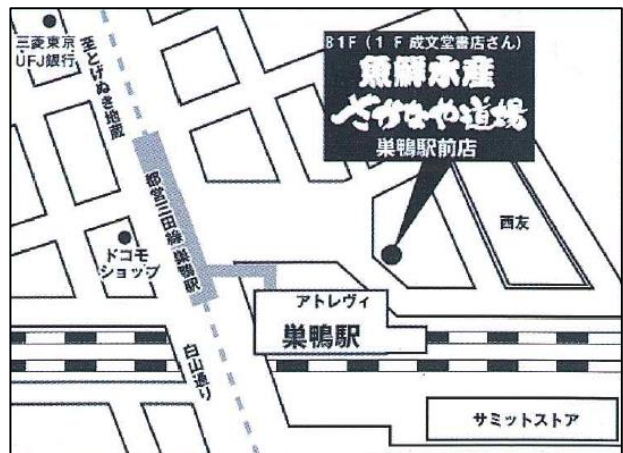 三菱東京
UFJ銀行
至とげぬき地蔵
B1F（1F成文堂書店さん）
魚鮮水産
さかなや道場
巣鴨駅前店
西友
都営三田線 巣鴨駅
ドコモ
ショップ
アトレヴィ
巣鴨駅
白山通り
サミットストア